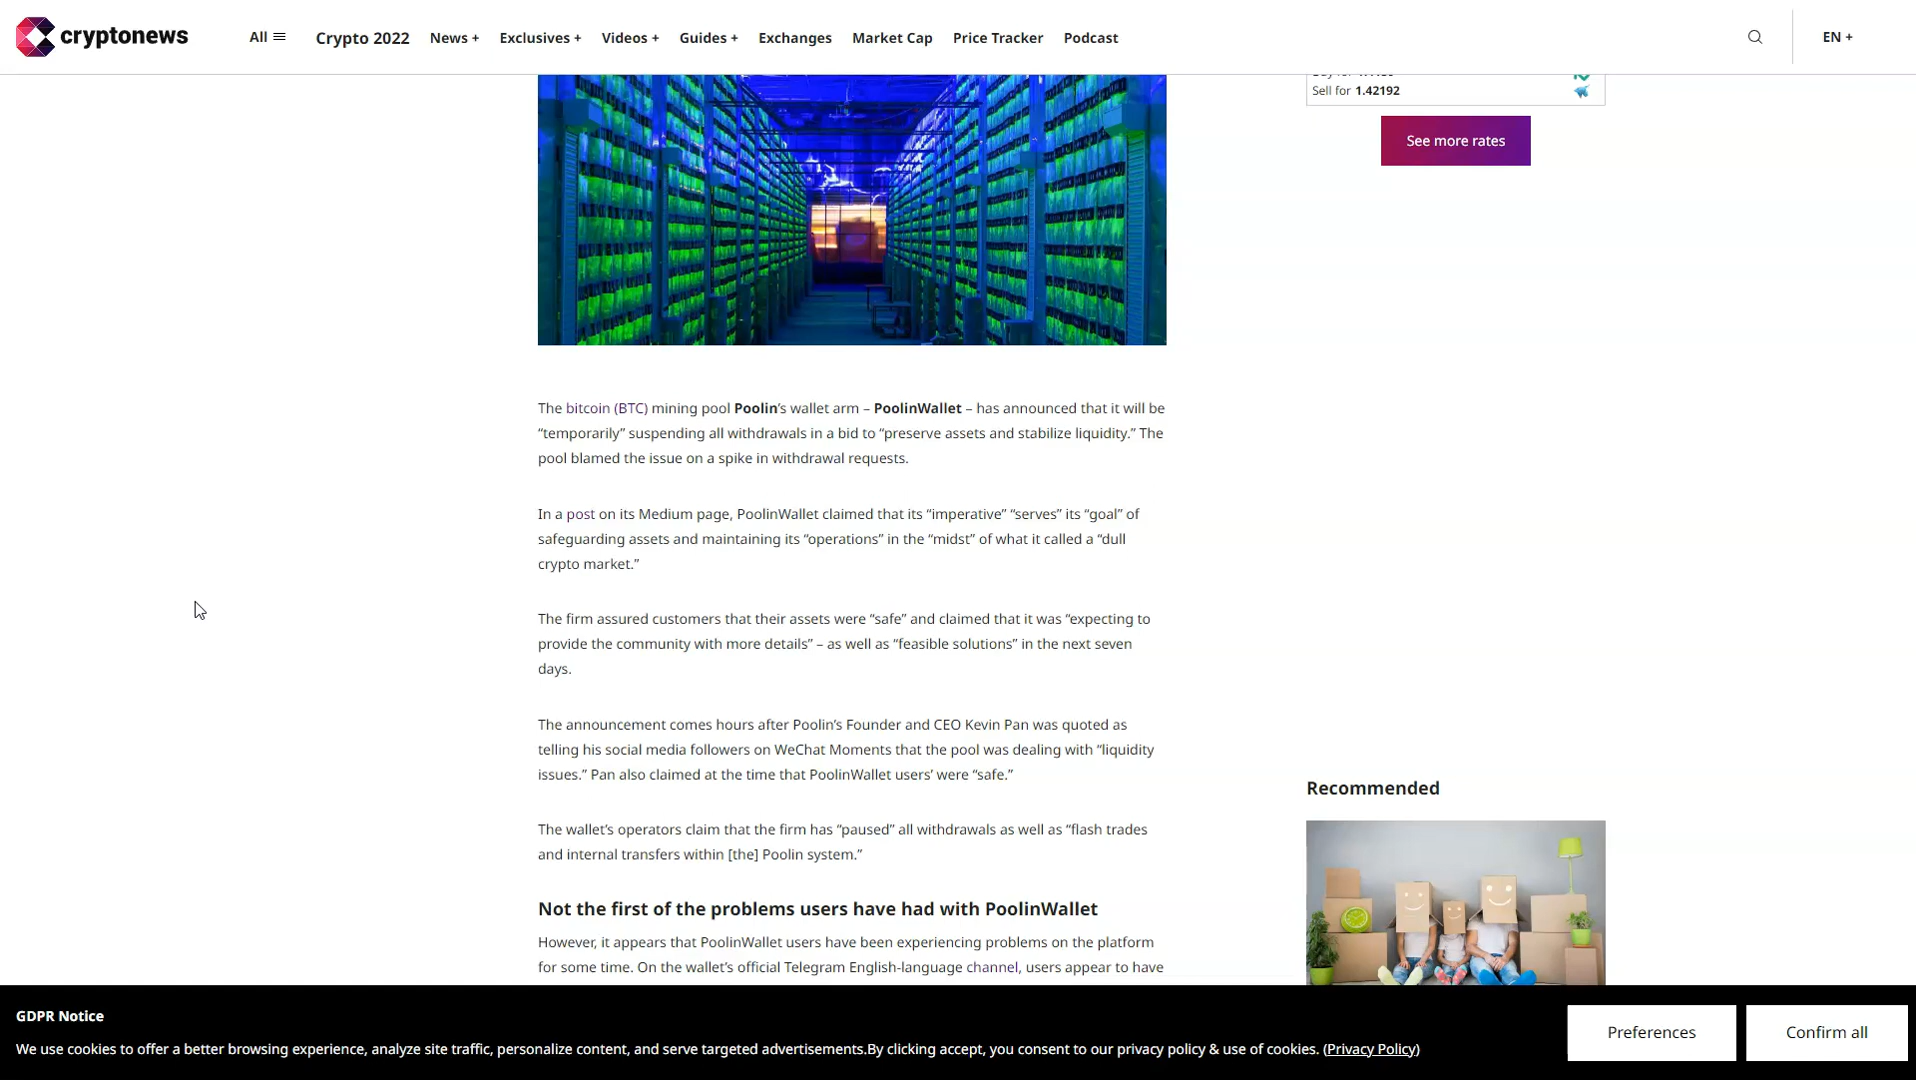 cryptonews
All
Crypto 2022
News +
Exclusives +
Videos +
Guides +
Exchanges
Market Cap
Price Tracker
Podcast
EN +
Sell for 1.42192
See more rates
The bitcoin (BTC) mining pool Poolin’s wallet arm – PoolinWallet – has announced that it will be
“temporarily” suspending all withdrawals in a bid to “preserve assets and stabilize liquidity.” The
pool blamed the issue on a spike in withdrawal requests.
In a post on its Medium page, PoolinWallet claimed that its “imperative” “serves” its “goal” of
safeguarding assets and maintaining its “operations” in the “midst” of what it called a “dull
crypto market.”
The firm assured customers that their assets were “safe” and claimed that it was “expecting to
provide the community with more details” – as well as “feasible solutions” in the next seven
days.
The announcement comes hours after Poolin’s Founder and CEO Kevin Pan was quoted as
telling his social media followers on WeChat Moments that the pool was dealing with “liquidity
issues.” Pan also claimed at the time that PoolinWallet users’ were “safe.”
The wallet’s operators claim that the firm has “paused” all withdrawals as well as “flash trades
and internal transfers within [the] Poolin system.”
Recommended
Not the first of the problems users have had with PoolinWallet
However, it appears that PoolinWallet users have been experiencing problems on the platform
for some time. On the wallet’s official Telegram English-language channel, users appear to have
GDPR Notice
We use cookies to offer a better browsing experience, analyze site traffic, personalize content, and serve targeted advertisements.By clicking accept, you consent to our privacy policy & use of cookies. (Privacy Policy)
Preferences
Confirm all